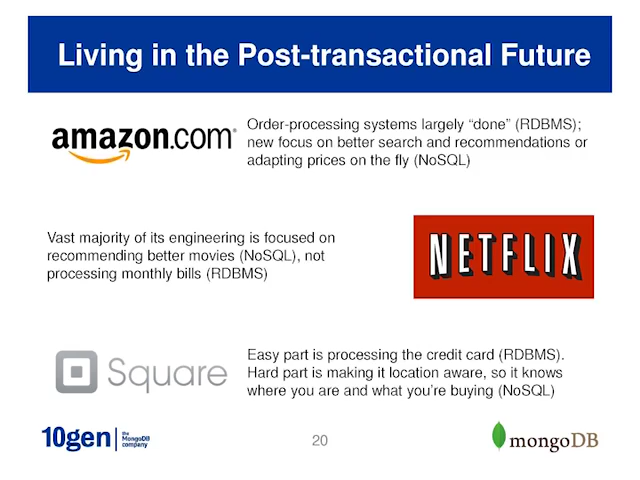 Living in the Post-transactional Future
amazon.com®
Order-processing systems largely “done” (RDBMS);
new focus on better search and recommendations or
adapting prices on the fly (NoSQL)
Vast majority of its engineering is focused on
recommending better movies (NoSQL), not
processing monthly bills (RDBMS)
NETFLIX
Square
Easy part is processing the credit card (RDBMS).
Hard part is making it location aware, so it knows
where you are and what you’re buying (NoSQL)
10gen
the
MongoDB
company
20
mongoDB